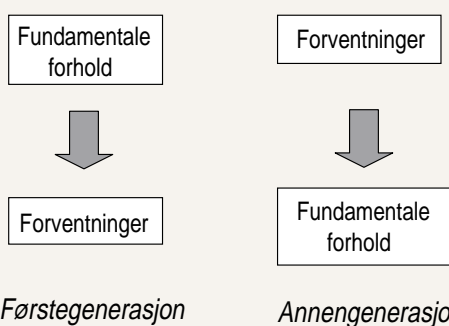 Fundamentale
forhold
Forventninger
Førstegenerasjon
Forventninger
Fundamentale
forhold
Annengenerasjo